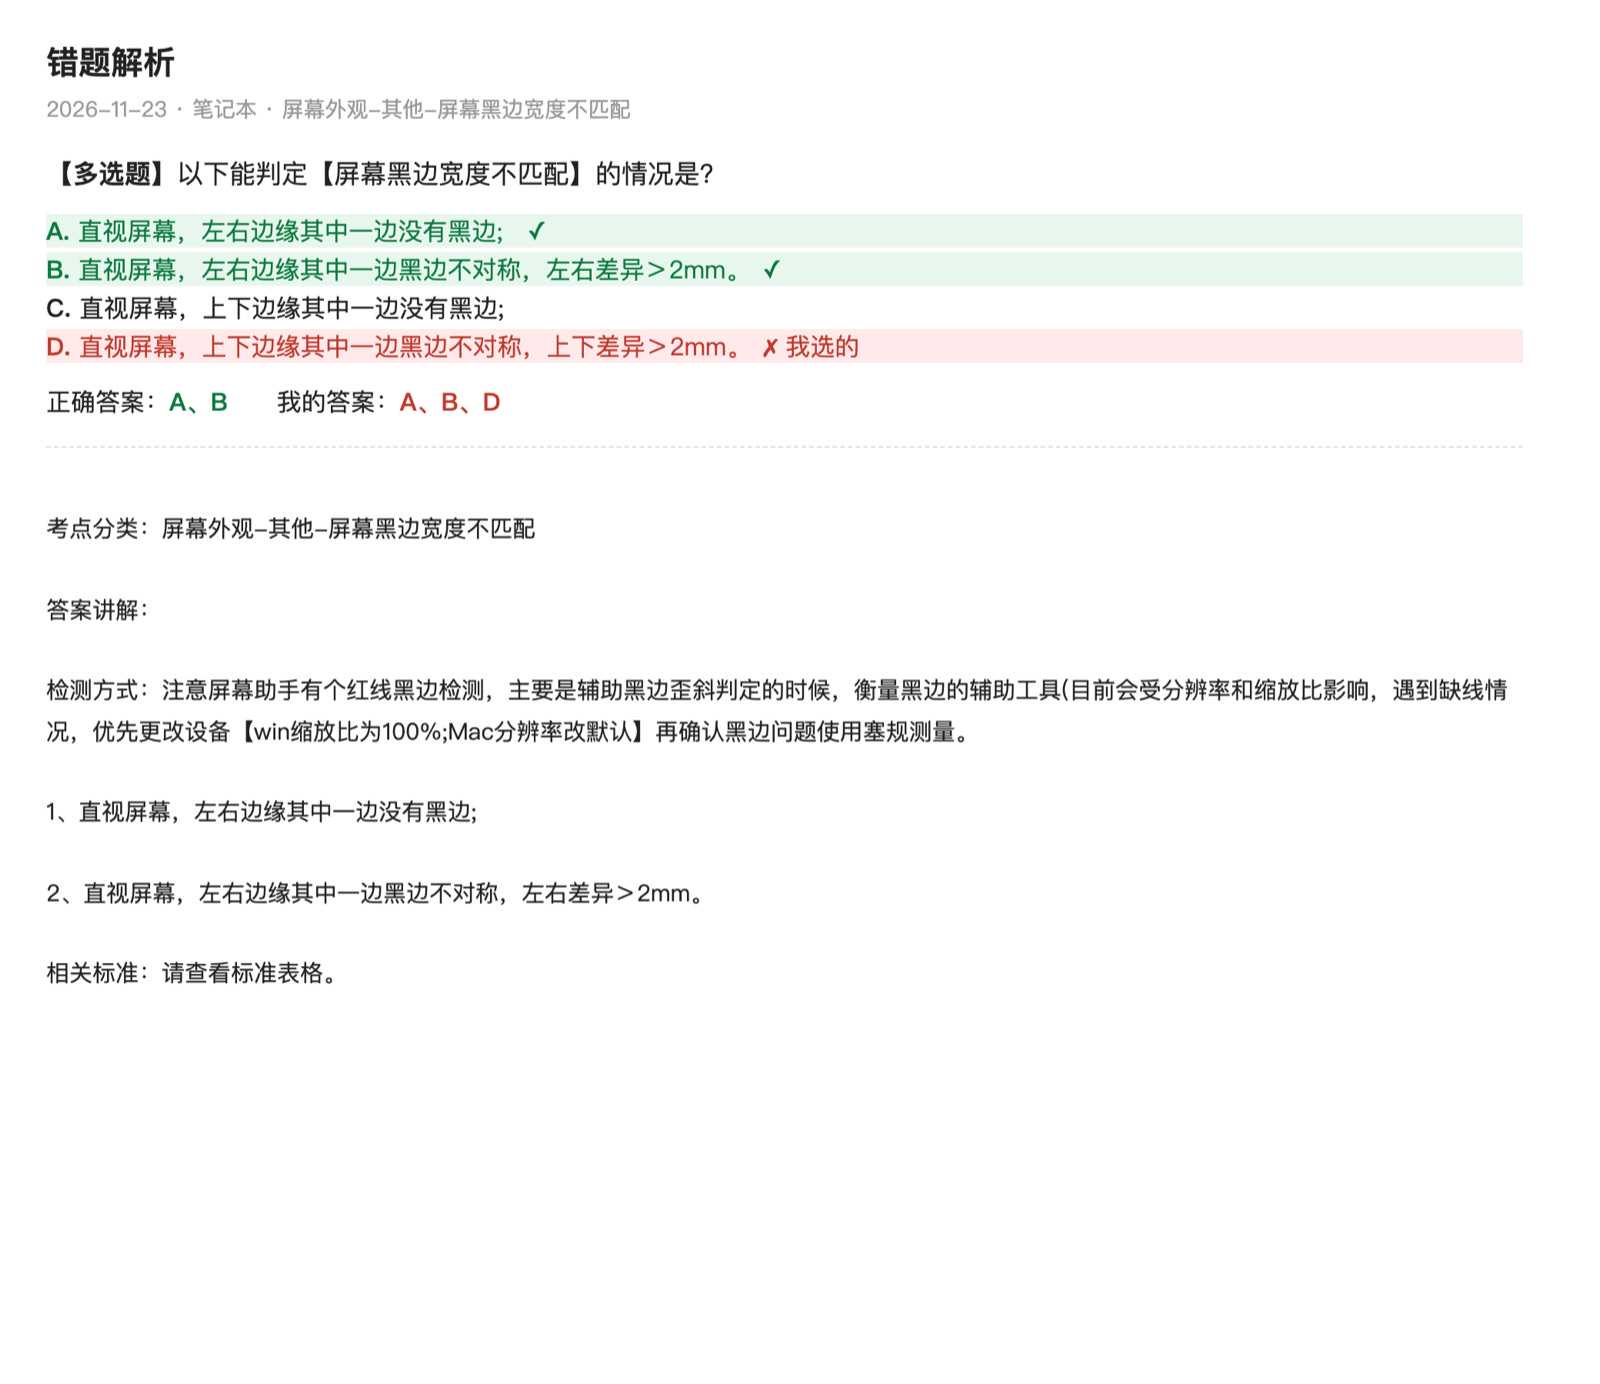 错题解析
2026-11-23 · 笔记本 · 屏幕外观-其他-屏幕黑边宽度不匹配
【多选题】以下能判定【屏幕黑边宽度不匹配】的情况是?
A. 直视屏幕，左右边缘其中一边没有黑边; ✓
B. 直视屏幕，左右边缘其中一边黑边不对称，左右差异＞2mm。 ✓
C. 直视屏幕，上下边缘其中一边没有黑边;
D. 直视屏幕，上下边缘其中一边黑边不对称，上下差异＞2mm。 ✗ 我选的
正确答案：A、B 我的答案：A、B、D
考点分类：屏幕外观-其他-屏幕黑边宽度不匹配
答案讲解：
检测方式：注意屏幕助手有个红线黑边检测，主要是辅助黑边歪斜判定的时候，衡量黑边的辅助工具(目前会受分辨率和缩放比影响，遇到缺线情
况，优先更改设备【win缩放比为100%;Mac分辨率改默认】再确认黑边问题使用塞规测量。
1、直视屏幕，左右边缘其中一边没有黑边;
2、直视屏幕，左右边缘其中一边黑边不对称，左右差异＞2mm。
相关标准：请查看标准表格。